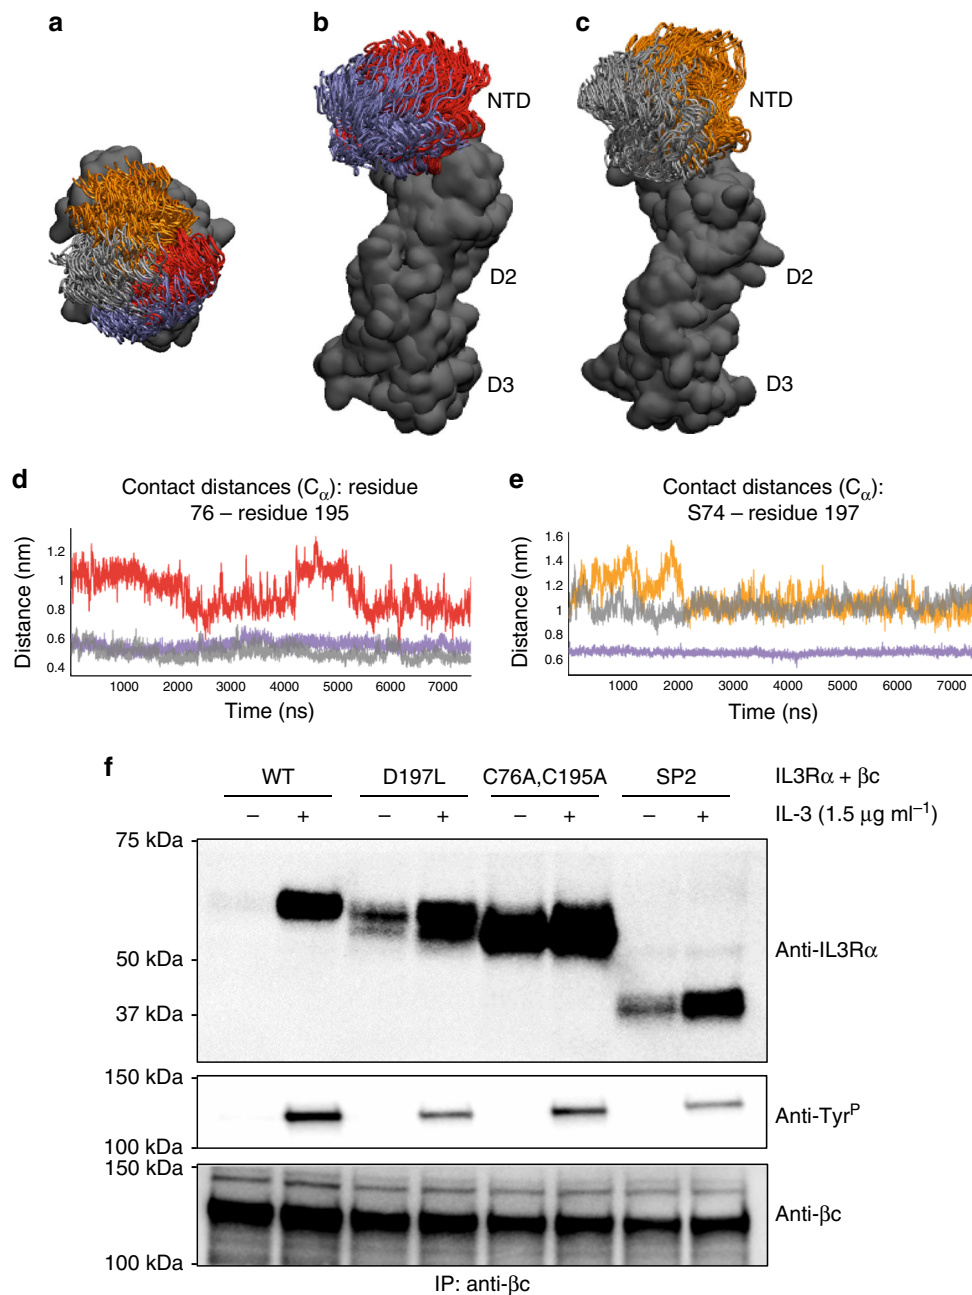 a
b
c
NTD
NTD
D2
D2
D3
D3
d
Contact distances (Cα): residue
76 – residue 195
Distance (nm)
1.2
1
0.8
0.6
0.4
1000 2000 3000 4000 5000 6000 7000
Time (ns)
e
Contact distances (Cα):
S74 – residue 197
Distance (nm)
1.6
1.4
1.2
1
0.8
0.6
1000 2000 3000 4000 5000 6000 7000
Time (ns)
f
WT D197L C76A,C195A SP2 IL3Rα + βc
– + – + – + – + IL-3 (1.5 μg ml⁻¹)
75 kDa
50 kDa
37 kDa
Anti-IL3Rα
150 kDa
100 kDa
Anti-Tyrᴾ
150 kDa
100 kDa
Anti-βc
IP: anti-βc